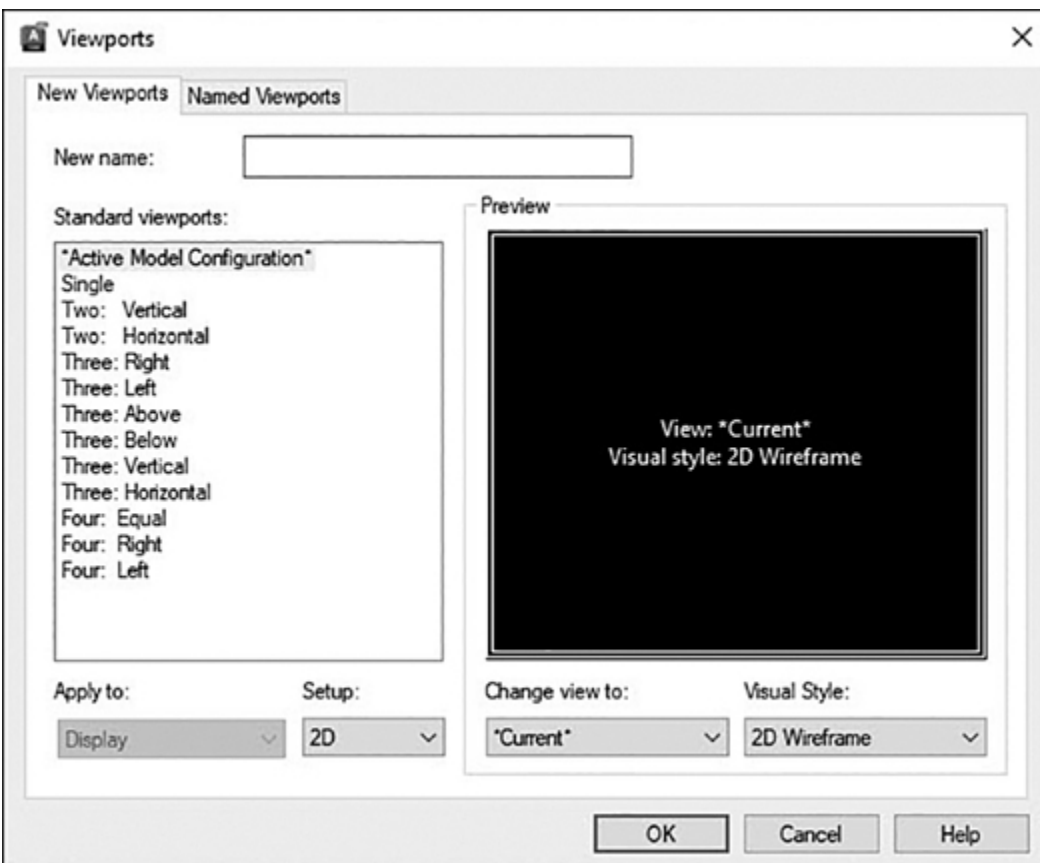 Viewports
New Viewports Named Viewports
New name:
Standard viewports:
*Active Model Configuration*
Single
Two: Vertical
Two: Horizontal
Three: Right
Three: Left
Three: Above
Three: Below
Three: Vertical
Three: Horizontal
Four: Equal
Four: Right
Four: Left
Preview
View: *Current*
Visual style: 2D Wireframe
Apply to: Setup: Change view to: Visual Style:
Display 2D *Current* 2D Wireframe
OK Cancel Help